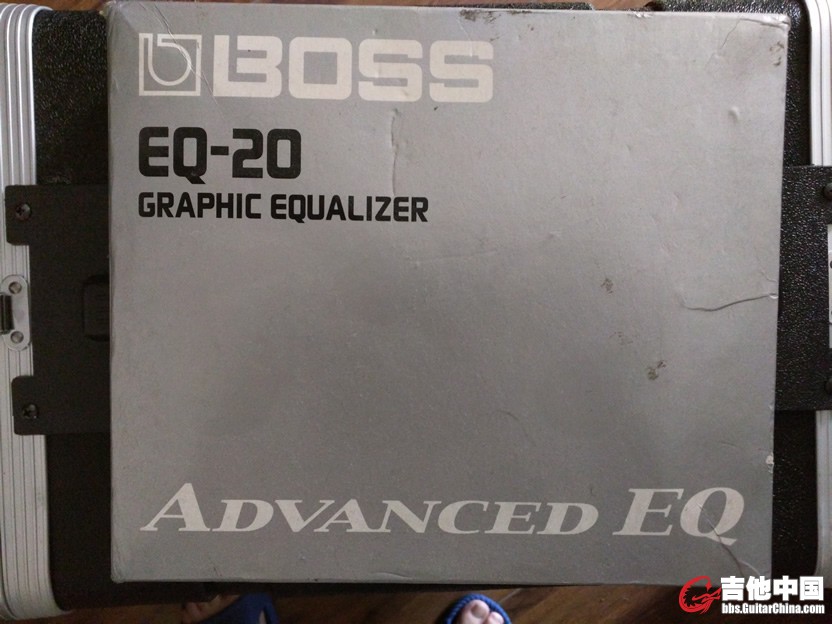 BOSS
EQ-20
GRAPHIC EQUALIZER
ADVANCED EQ
吉他中国
bbs.GuitarChina.com